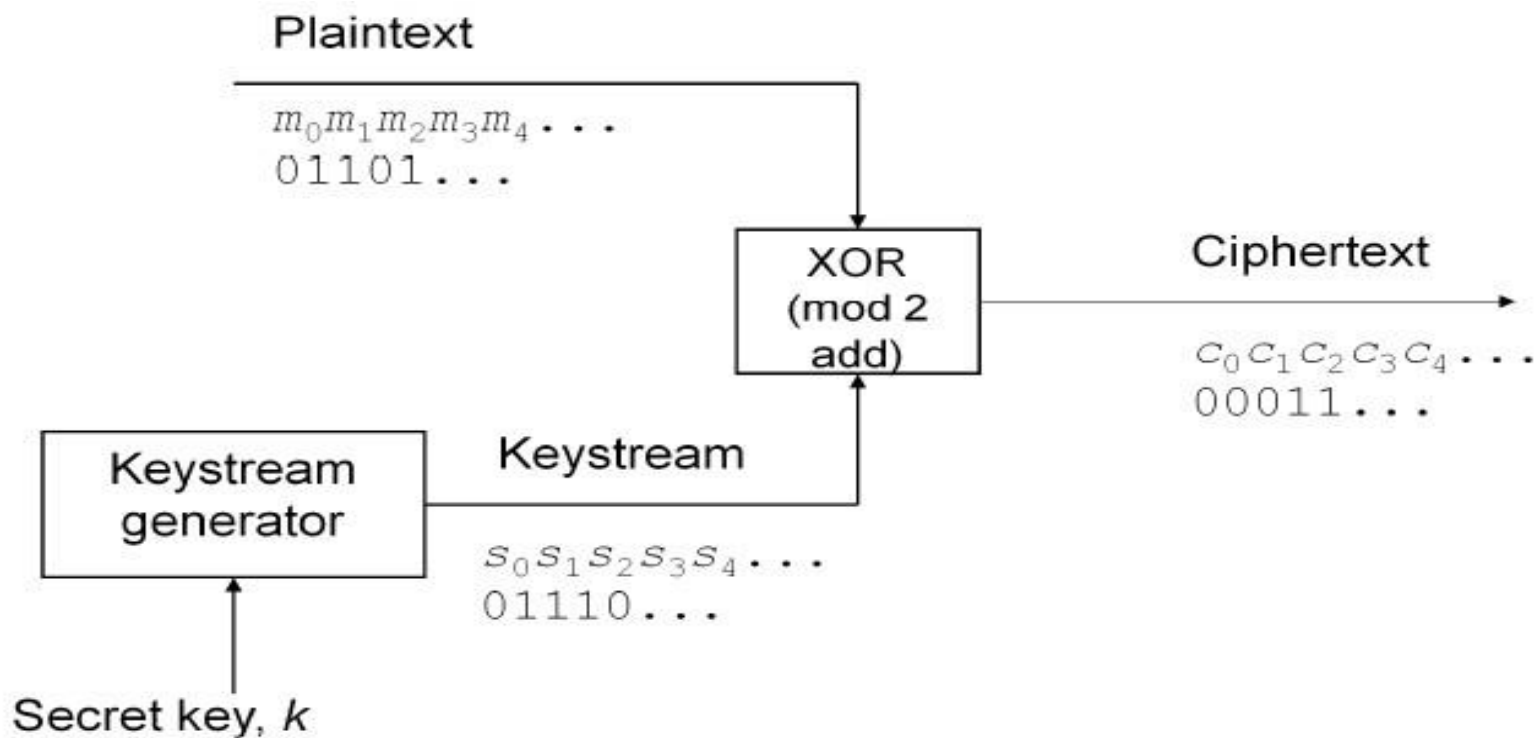 Plaintext
m₀m₁m₂m₃m₄...
01101...
XOR
(mod 2
add)
Ciphertext
c₀c₁c₂c₃c₄...
00011...
Keystream
generator
Keystream
s₀s₁s₂s₃s₄...
01110...
Secret key, k